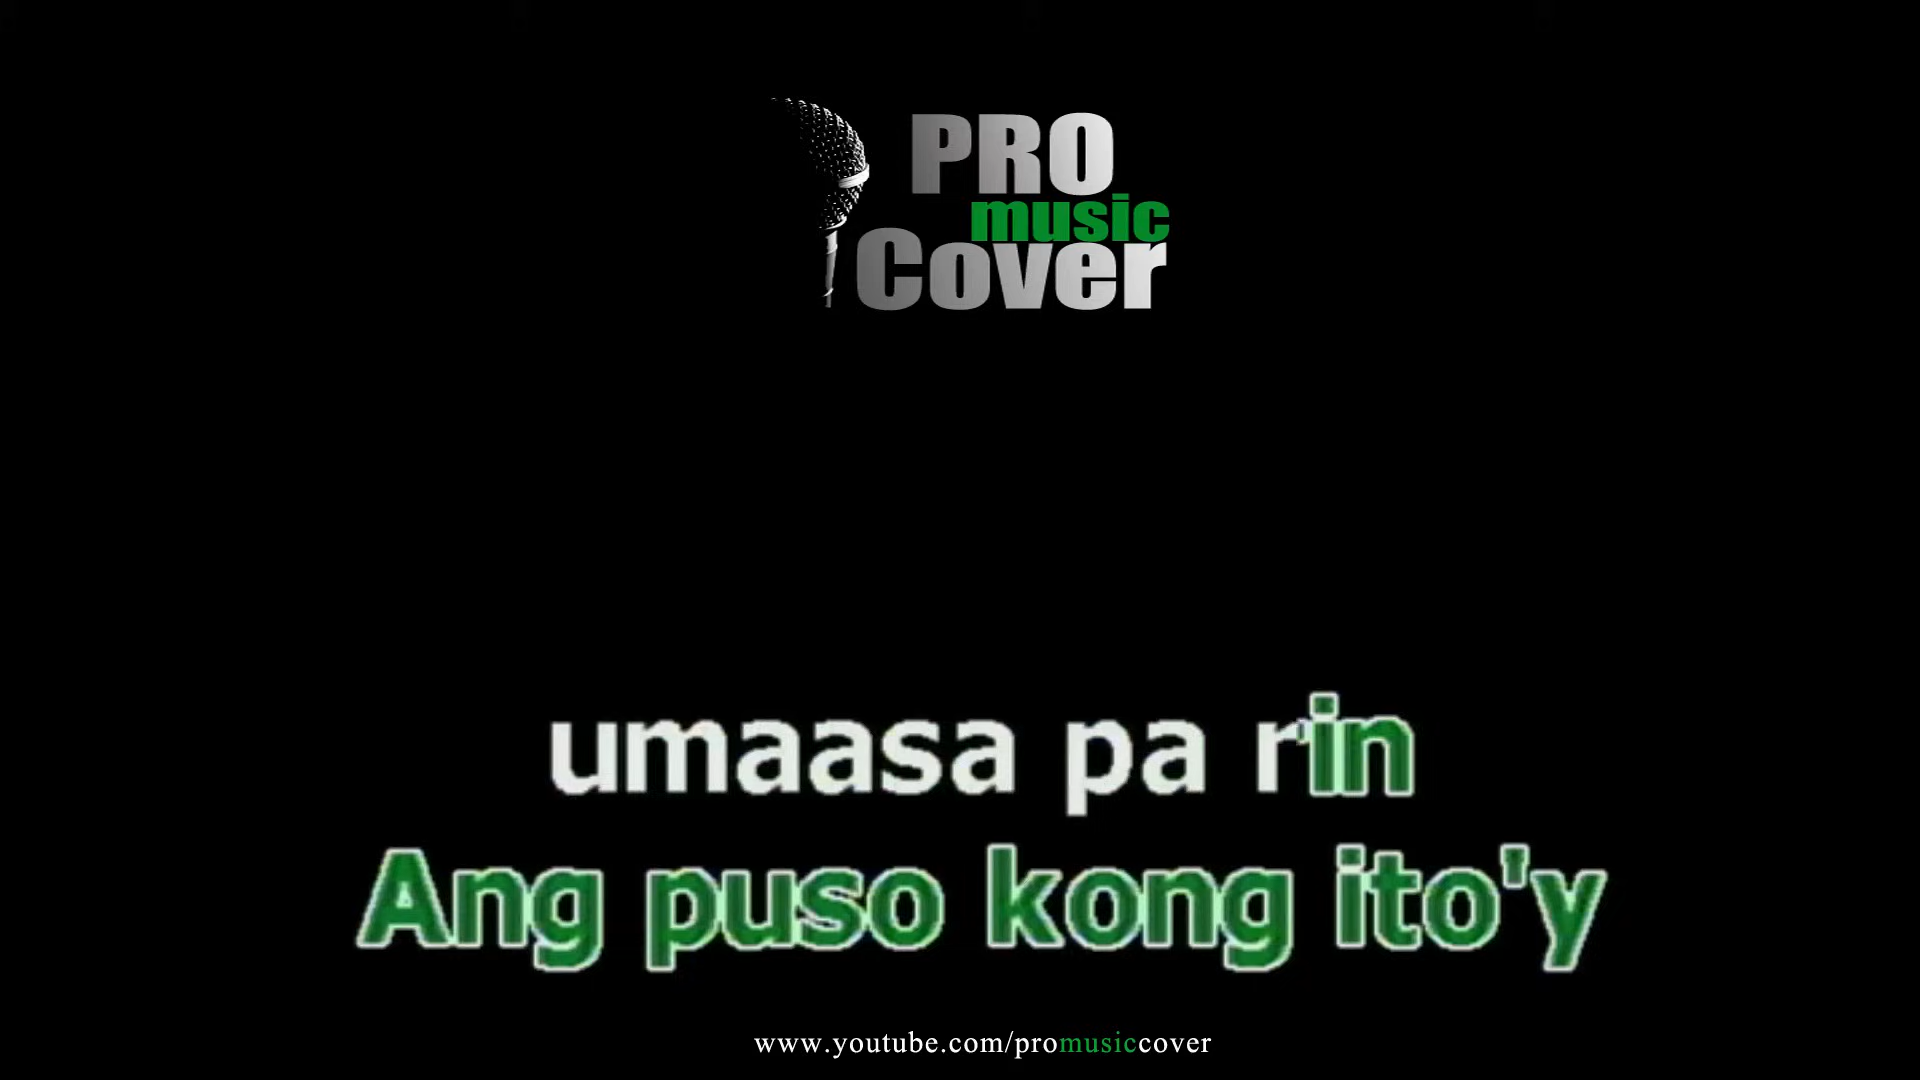 PRO
music
Cover
umaasa pa rin
Ang puso kong ito'y
www.youtube.com/promusiccover